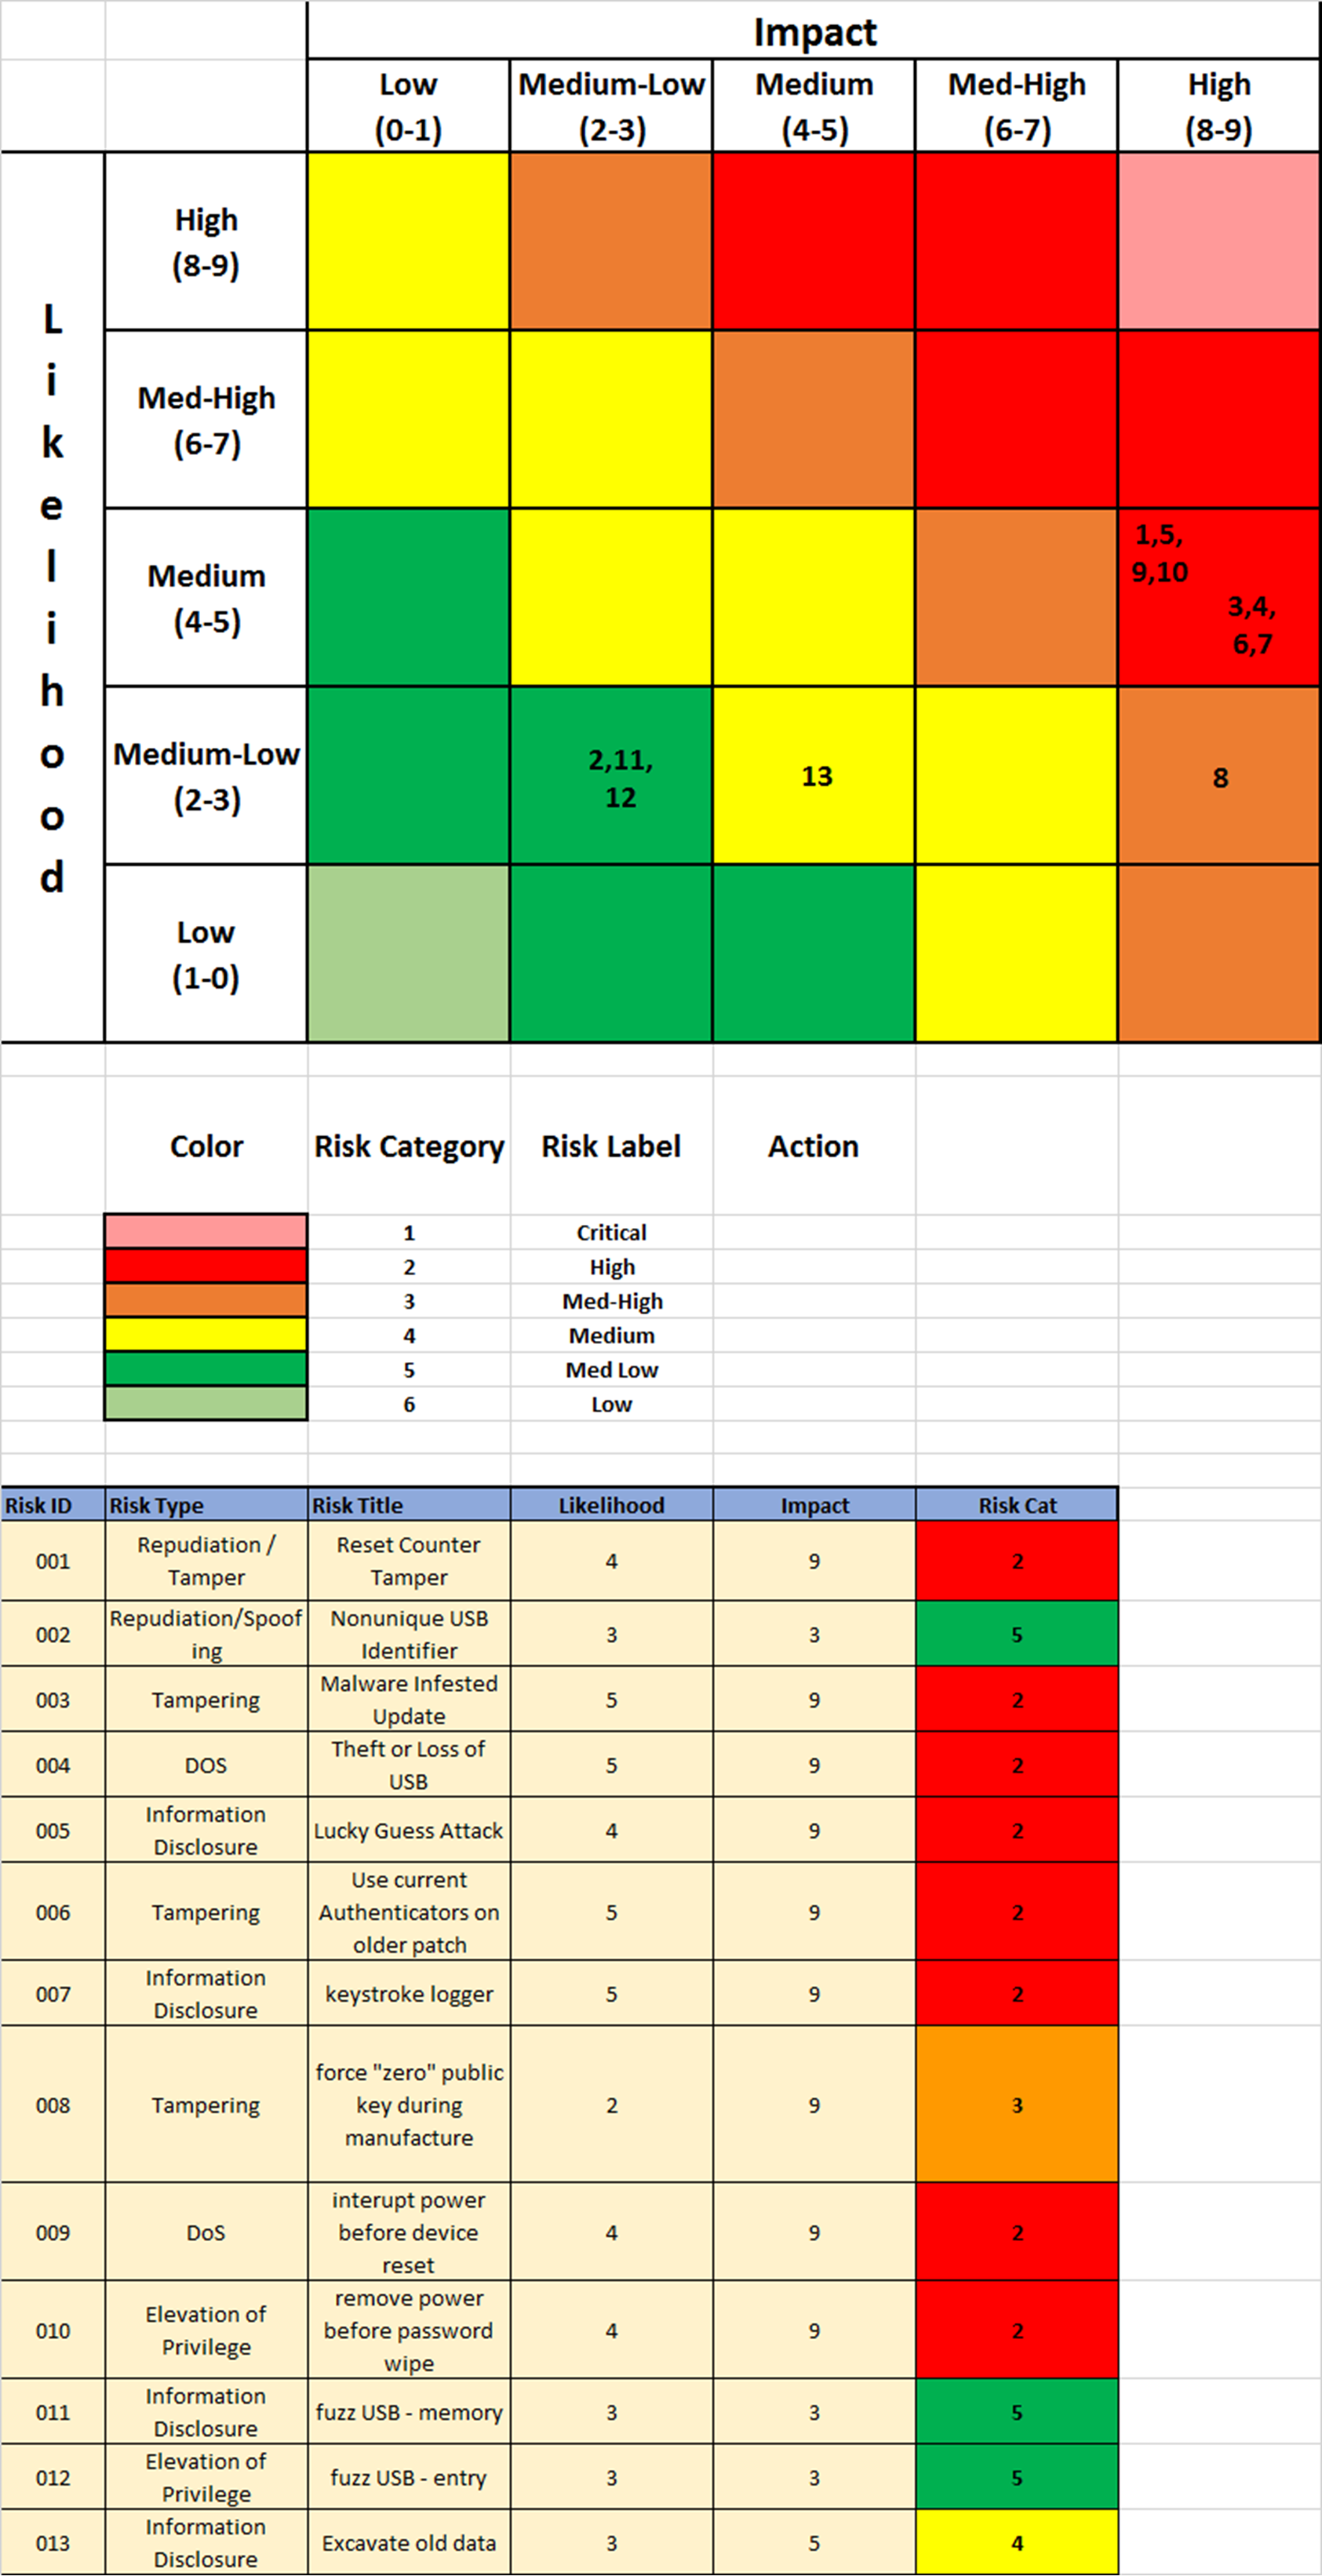 Impact
Low Medium-Low Medium Med-High High
(0-1) (2-3) (4-5) (6-7) (8-9)
L
i
k
e
l
i
h
o
o
d
High
(8-9)
Med-High
(6-7)
Medium
(4-5)
1,5,
9,10
3,4,
6,7
Medium-Low
(2-3)
2,11,
12
13
8
Low
(1-0)
Color Risk Category Risk Label Action
1 Critical
2 High
3 Med-High
4 Medium
5 Med Low
6 Low
Risk ID Risk Type Risk Title Likelihood Impact Risk Cat
001
Repudiation /
Tamper
Reset Counter
Tamper
4 9 2
002
Repudiation/Spoof
ing
Nonunique USB
Identifier
3 3 5
003
Tampering
Malware Infested
Update
5 9 2
004
DOS
Theft or Loss of
USB
5 9 2
005
Information
Disclosure
Lucky Guess Attack
4 9 2
006
Tampering
Use current
Authenticators on
older patch
5 9 2
007
Information
Disclosure
keystroke logger
5 9 2
008
Tampering
force "zero" public
key during
manufacture
2 9 3
009
DoS
interupt power
before device
reset
4 9 2
010
Elevation of
Privilege
remove power
before password
wipe
4 9 2
011
Information
Disclosure
fuzz USB - memory
3 3 5
012
Elevation of
Privilege
fuzz USB - entry
3 3 5
013
Information
Disclosure
Excavate old data
3 5 4